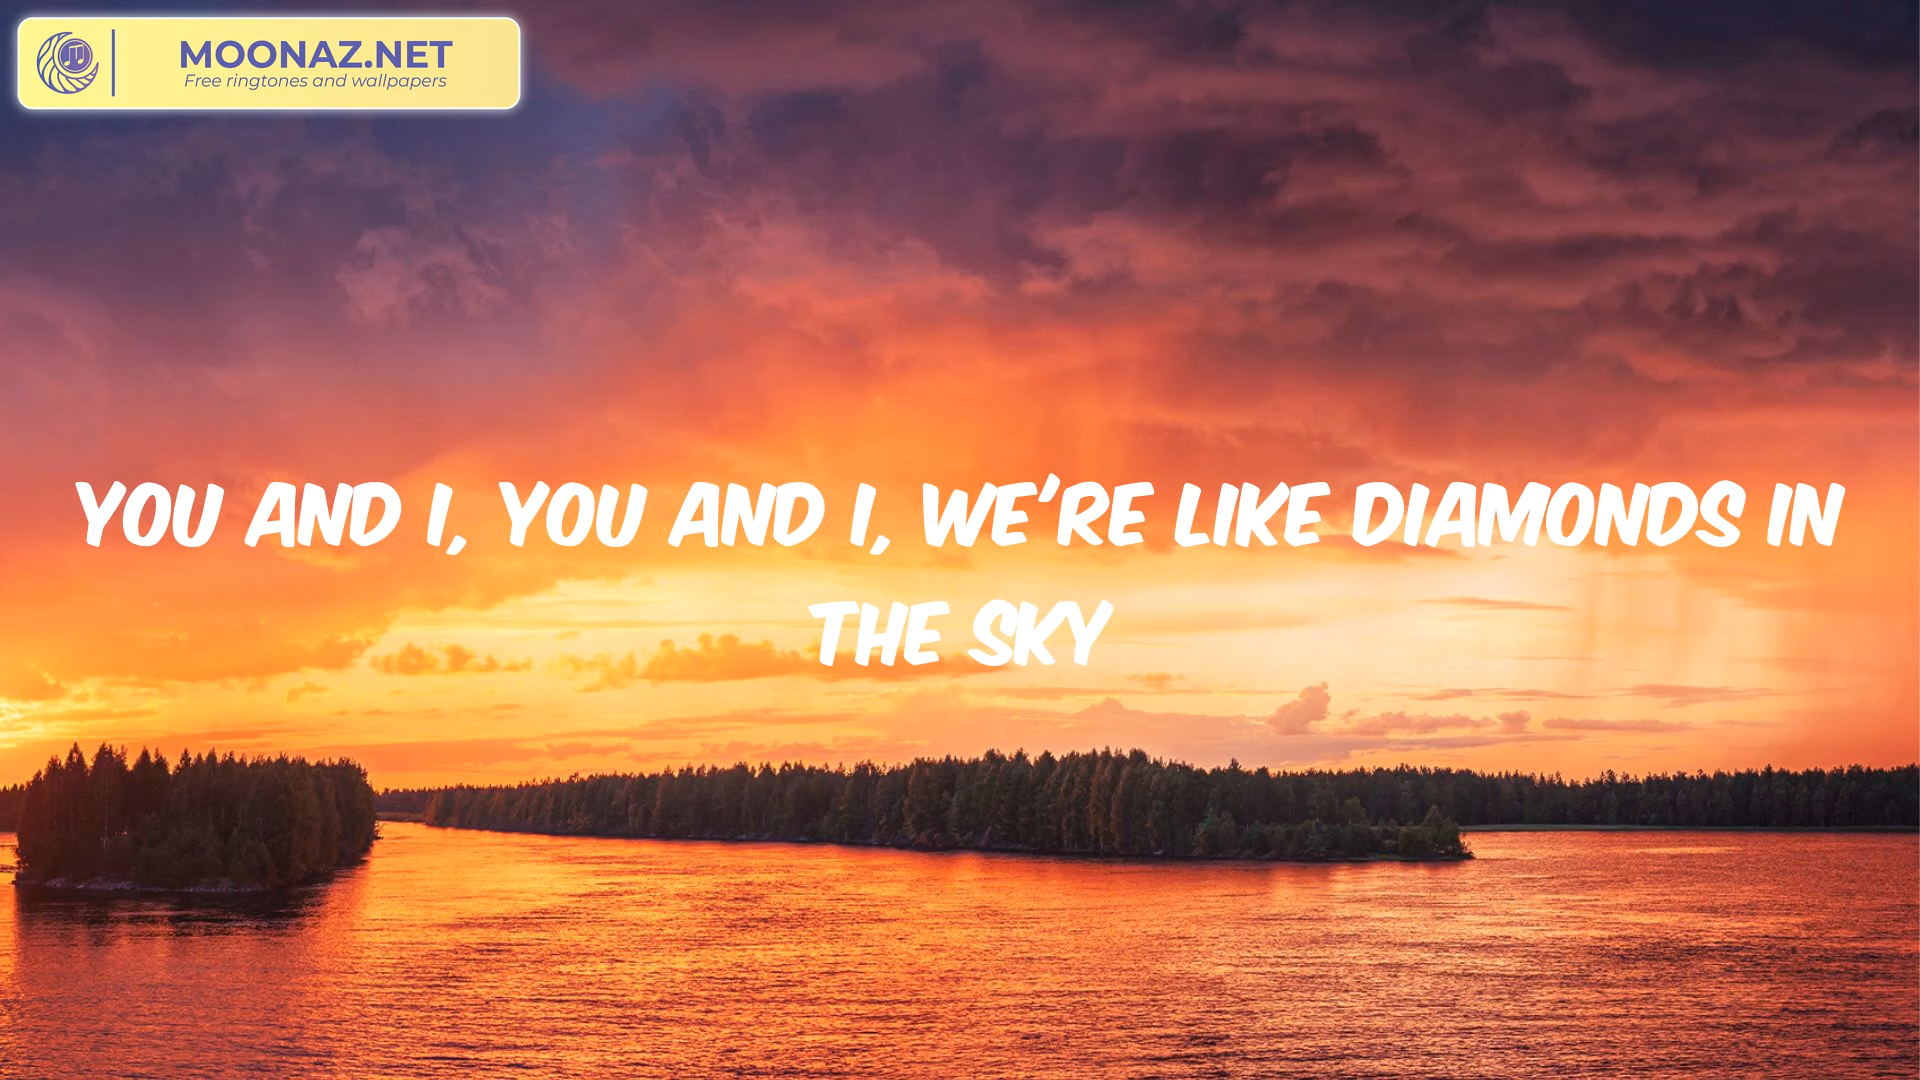 MOONAZ.NET
Free ringtones and wallpapers
YOU AND I, YOU AND I, WE'RE LIKE DIAMONDS IN
THE SKY